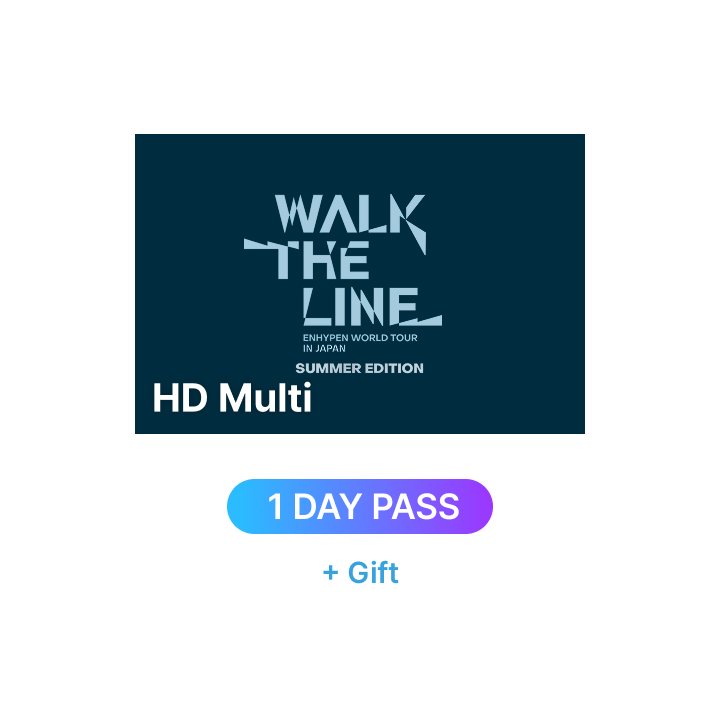 WALK
THE
LINE
ENHYPEN WORLD TOUR
IN JAPAN
SUMMER EDITION
HD Multi
1 DAY PASS
+ Gift